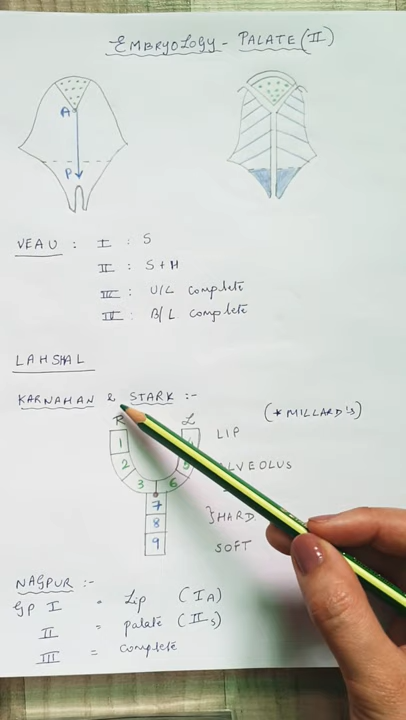 EMBRYOLOGY - PALATE (II)
A
P
VEAU : I : S
II : S + H
III : U/L complete
IV : B/L complete
LAHSHAL
KARNAHAN & STARK :-
(* MILLARD'S)
R L
1 LIP
2 5 ALVEOLUS
3 6
7
8 } HARD
9 SOFT
NAGPUR :-
GP I = Lip (I A)
II = palate (II S)
III = complete